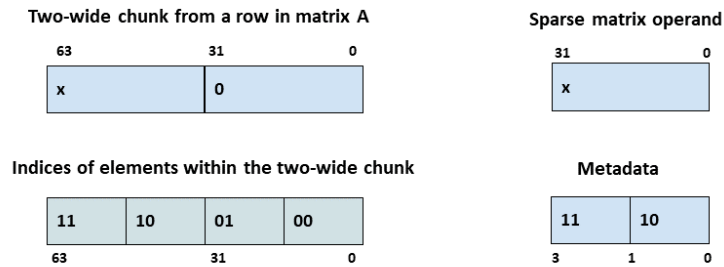 Two-wide chunk from a row in matrix A
63 31 0
x 0
Indices of elements within the two-wide chunk
11 10 01 00
63 31 0
Sparse matrix operand
31 0
x
Metadata
11 10
3 1 0